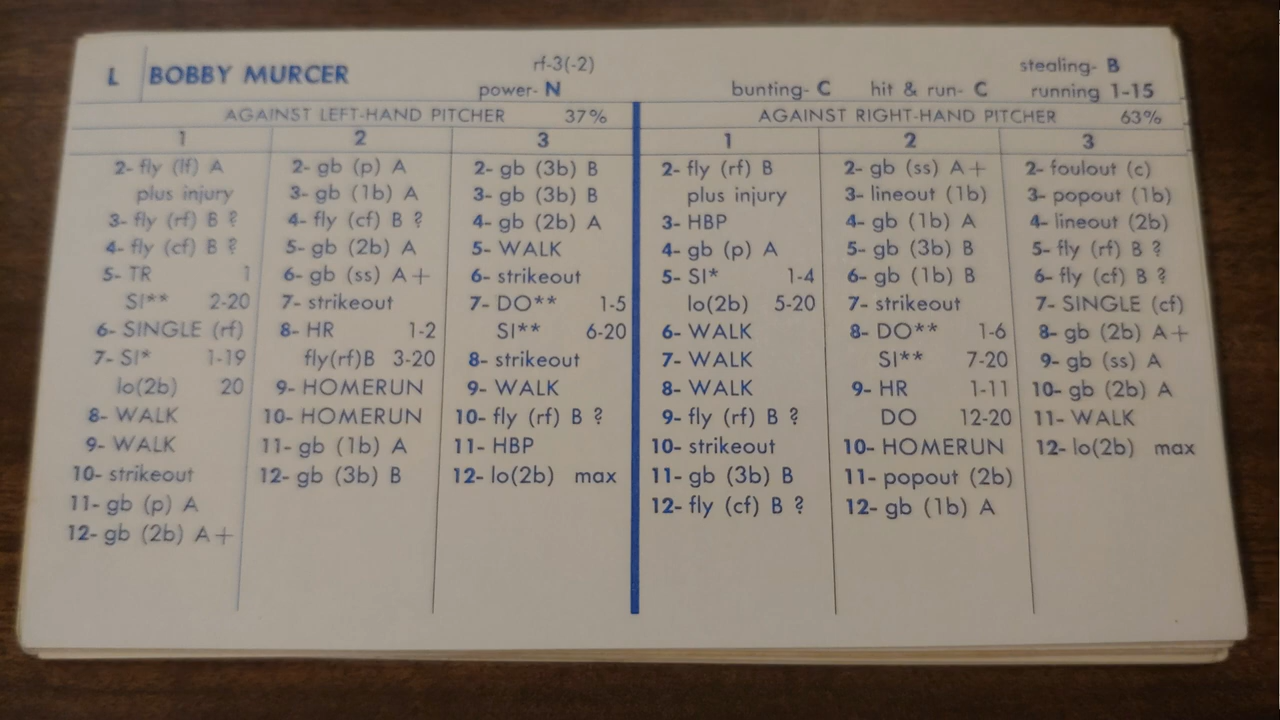 L BOBBY MURCER
rf-3(-2)
power- N
bunting- C hit & run- C
stealing- B
running 1-15
AGAINST LEFT-HAND PITCHER 37%
1 2 3
2- fly (lf) A
plus injury
3- fly (rf) B ?
4- fly (cf) B ?
5- TR 1
SI** 2-20
6- SINGLE (rf)
7- SI* 1-19
lo(2b) 20
8- WALK
9- WALK
10- strikeout
11- gb (p) A
12- gb (2b) A+
2- gb (p) A
3- gb (1b) A
4- fly (cf) B ?
5- gb (2b) A
6- gb (ss) A+
7- strikeout
8- HR 1-2
fly(rf)B 3-20
9- HOMERUN
10- HOMERUN
11- gb (1b) A
12- gb (3b) B
2- gb (3b) B
3- gb (3b) B
4- gb (2b) A
5- WALK
6- strikeout
7- DO** 1-5
SI** 6-20
8- strikeout
9- WALK
10- fly (rf) B ?
11- HBP
12- lo(2b) max
AGAINST RIGHT-HAND PITCHER 63%
1 2 3
2- fly (rf) B
plus injury
3- HBP
4- gb (p) A
5- SI* 1-4
lo(2b) 5-20
6- WALK
7- WALK
8- WALK
9- fly (rf) B ?
10- strikeout
11- gb (3b) B
12- fly (cf) B ?
2- gb (ss) A+
3- lineout (1b)
4- gb (1b) A
5- gb (3b) B
6- gb (1b) B
7- strikeout
8- DO** 1-6
SI** 7-20
9- HR 1-11
DO 12-20
10- HOMERUN
11- popout (2b)
12- gb (1b) A
2- foulout (c)
3- popout (1b)
4- lineout (2b)
5- fly (rf) B ?
6- fly (cf) B ?
7- SINGLE (cf)
8- gb (2b) A+
9- gb (ss) A
10- gb (2b) A
11- WALK
12- lo(2b) max